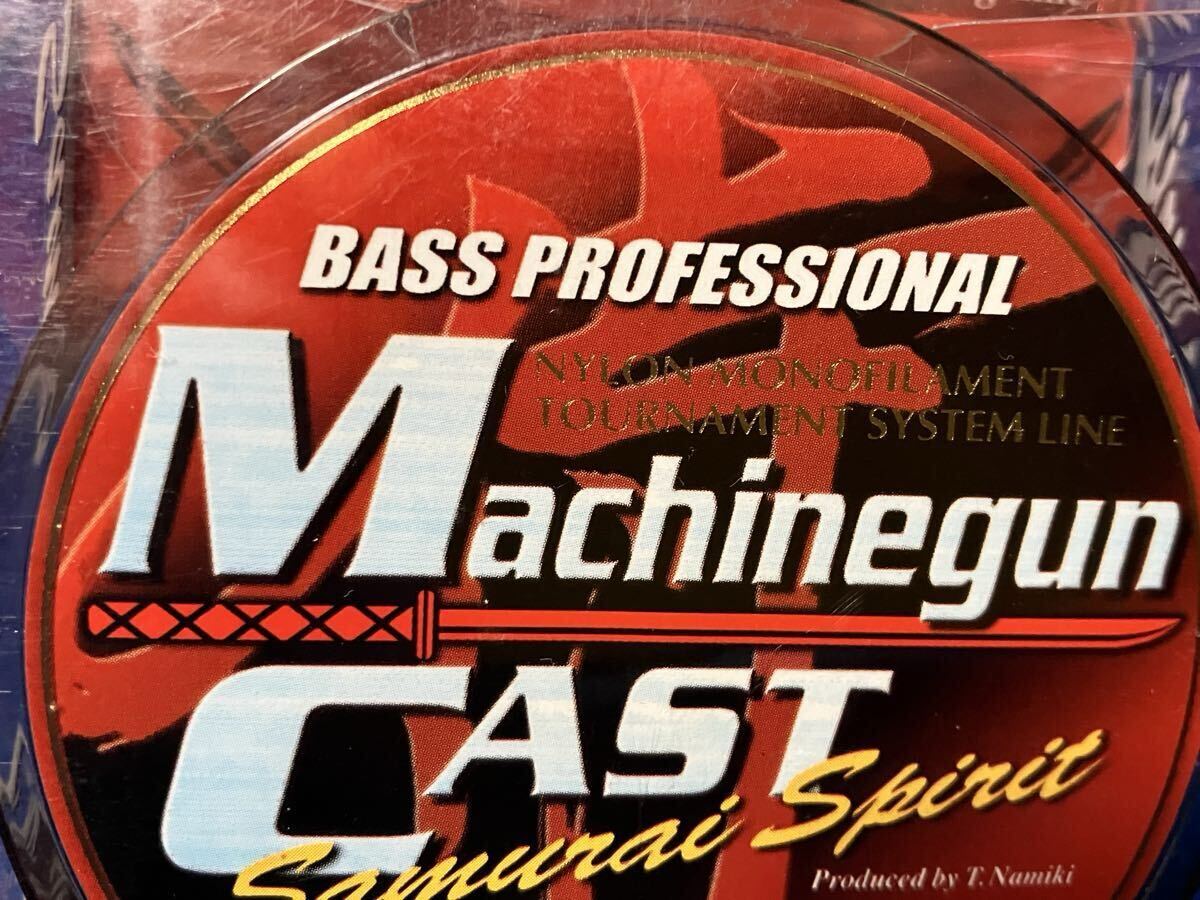 BASS PROFESSIONAL
NYLON MONOFILAMENT
TOURNAMENT SYSTEM LINE
Machinegun
CAST
Samurai Spirit
Produced by T. Namiki